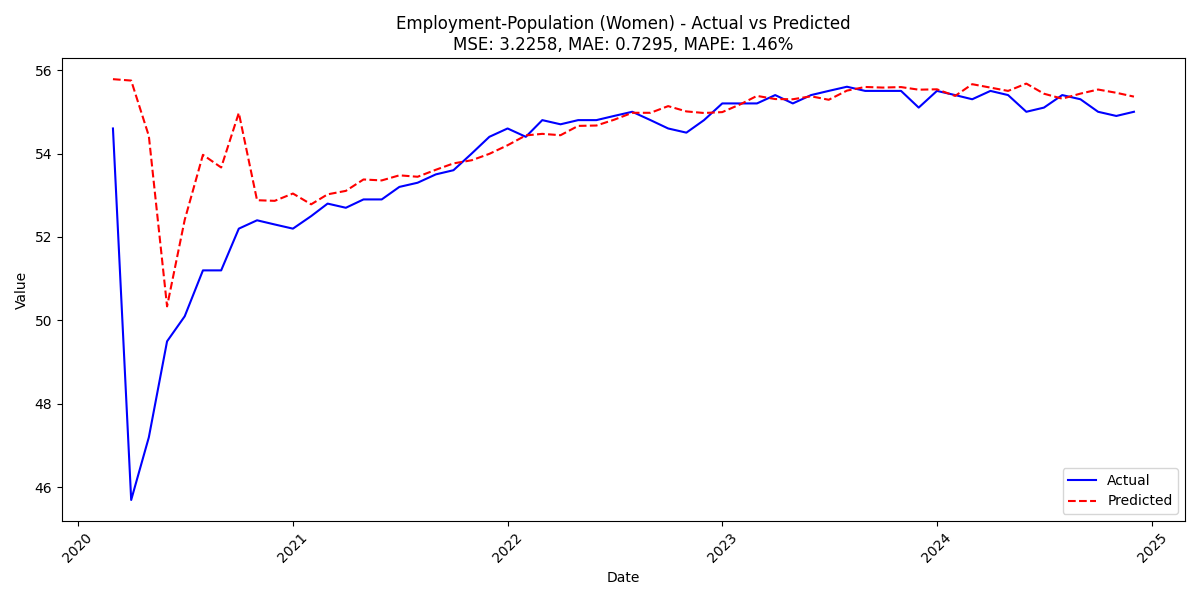 Employment-Population (Women) - Actual vs Predicted
MSE: 3.2258, MAE: 0.7295, MAPE: 1.46%
56
54
52
50
48
46
Value
2020
2021
2022
2023
2024
2025
Date
Actual
Predicted